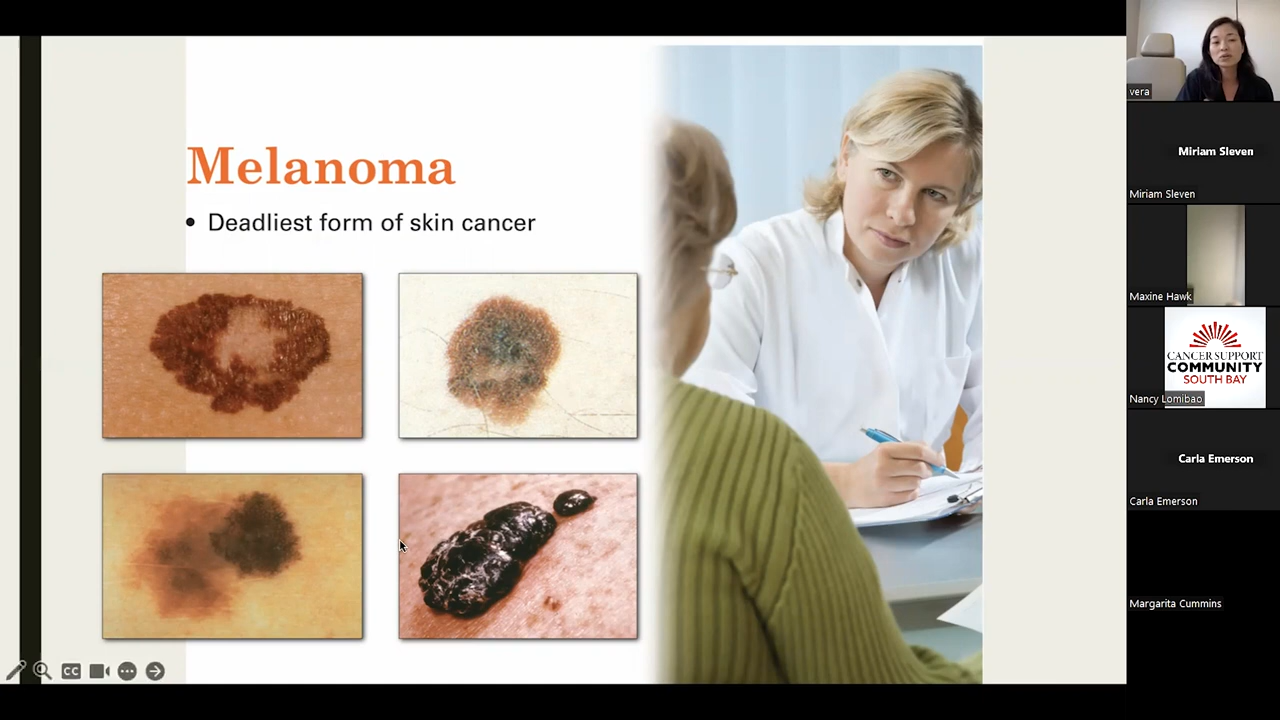 Melanoma
• Deadliest form of skin cancer
CC
vera
Miriam Sleven
Miriam Sleven
Maxine Hawk
CANCER SUPPORT
COMMUNITY
SOUTH BAY
Nancy Lomibao
Carla Emerson
Carla Emerson
Margarita Cummins